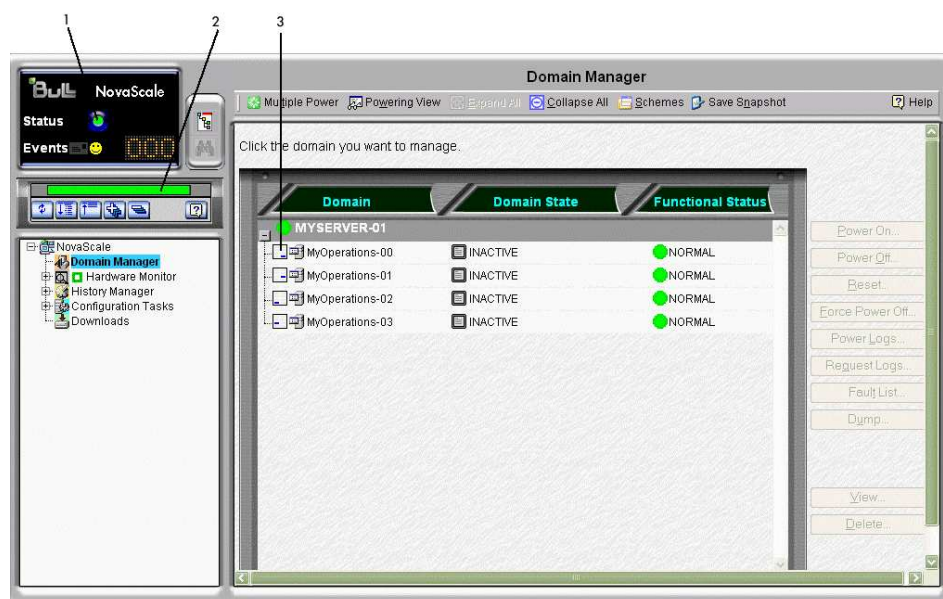 1 2 3
Bull NovaScale
Status
Events
000
Domain Manager
Multiple Power Powering View Expand All Collapse All Schemes Save Snapshot Help
Click the domain you want to manage.
NovaScale
Domain Manager
Hardware Monitor
History Manager
Configuration Tasks
Downloads
Domain Domain State Functional Status
MYSERVER-01
MyOperations-00 INACTIVE NORMAL
MyOperations-01 INACTIVE NORMAL
MyOperations-02 INACTIVE NORMAL
MyOperations-03 INACTIVE NORMAL
Power On...
Power Off...
Reset...
Force Power Off...
Power Logs...
Request Logs...
Fault List...
Dump...
View...
Delete...